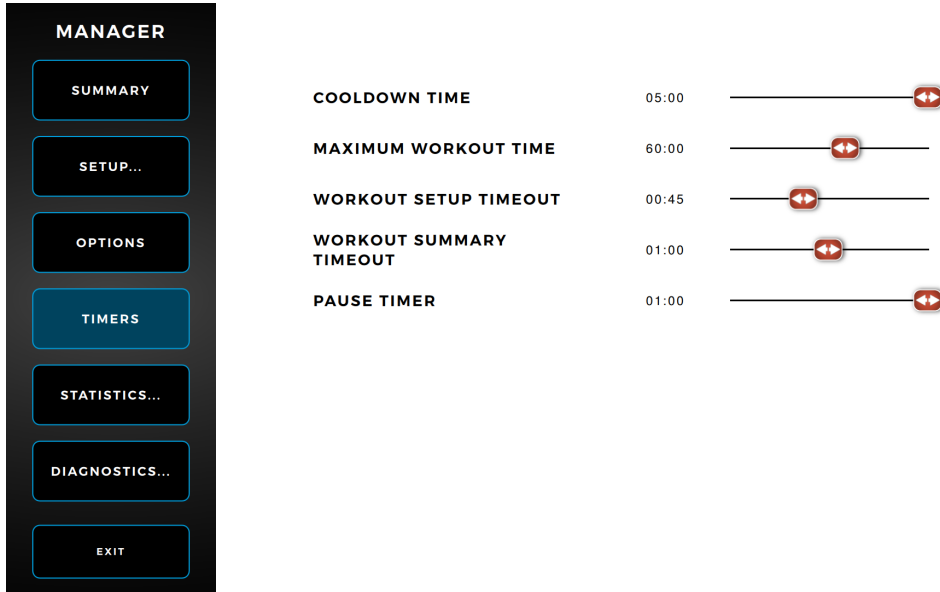 MANAGER
SUMMARY
SETUP...
OPTIONS
TIMERS
STATISTICS...
DIAGNOSTICS...
EXIT
COOLDOWN TIME 05:00
MAXIMUM WORKOUT TIME 60:00
WORKOUT SETUP TIMEOUT 00:45
WORKOUT SUMMARY
TIMEOUT 01:00
PAUSE TIMER 01:00